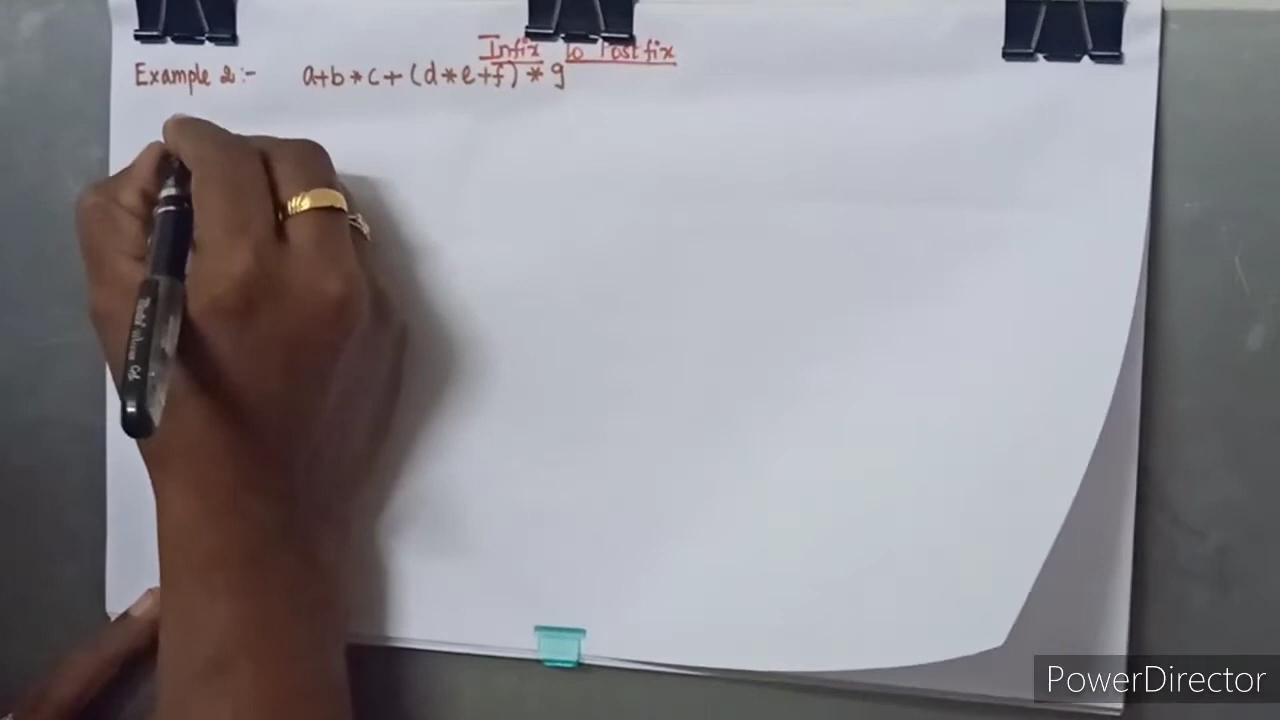 Infix to Postfix
Example 2:- a+b*c+(d*e+f)*g
PowerDirector